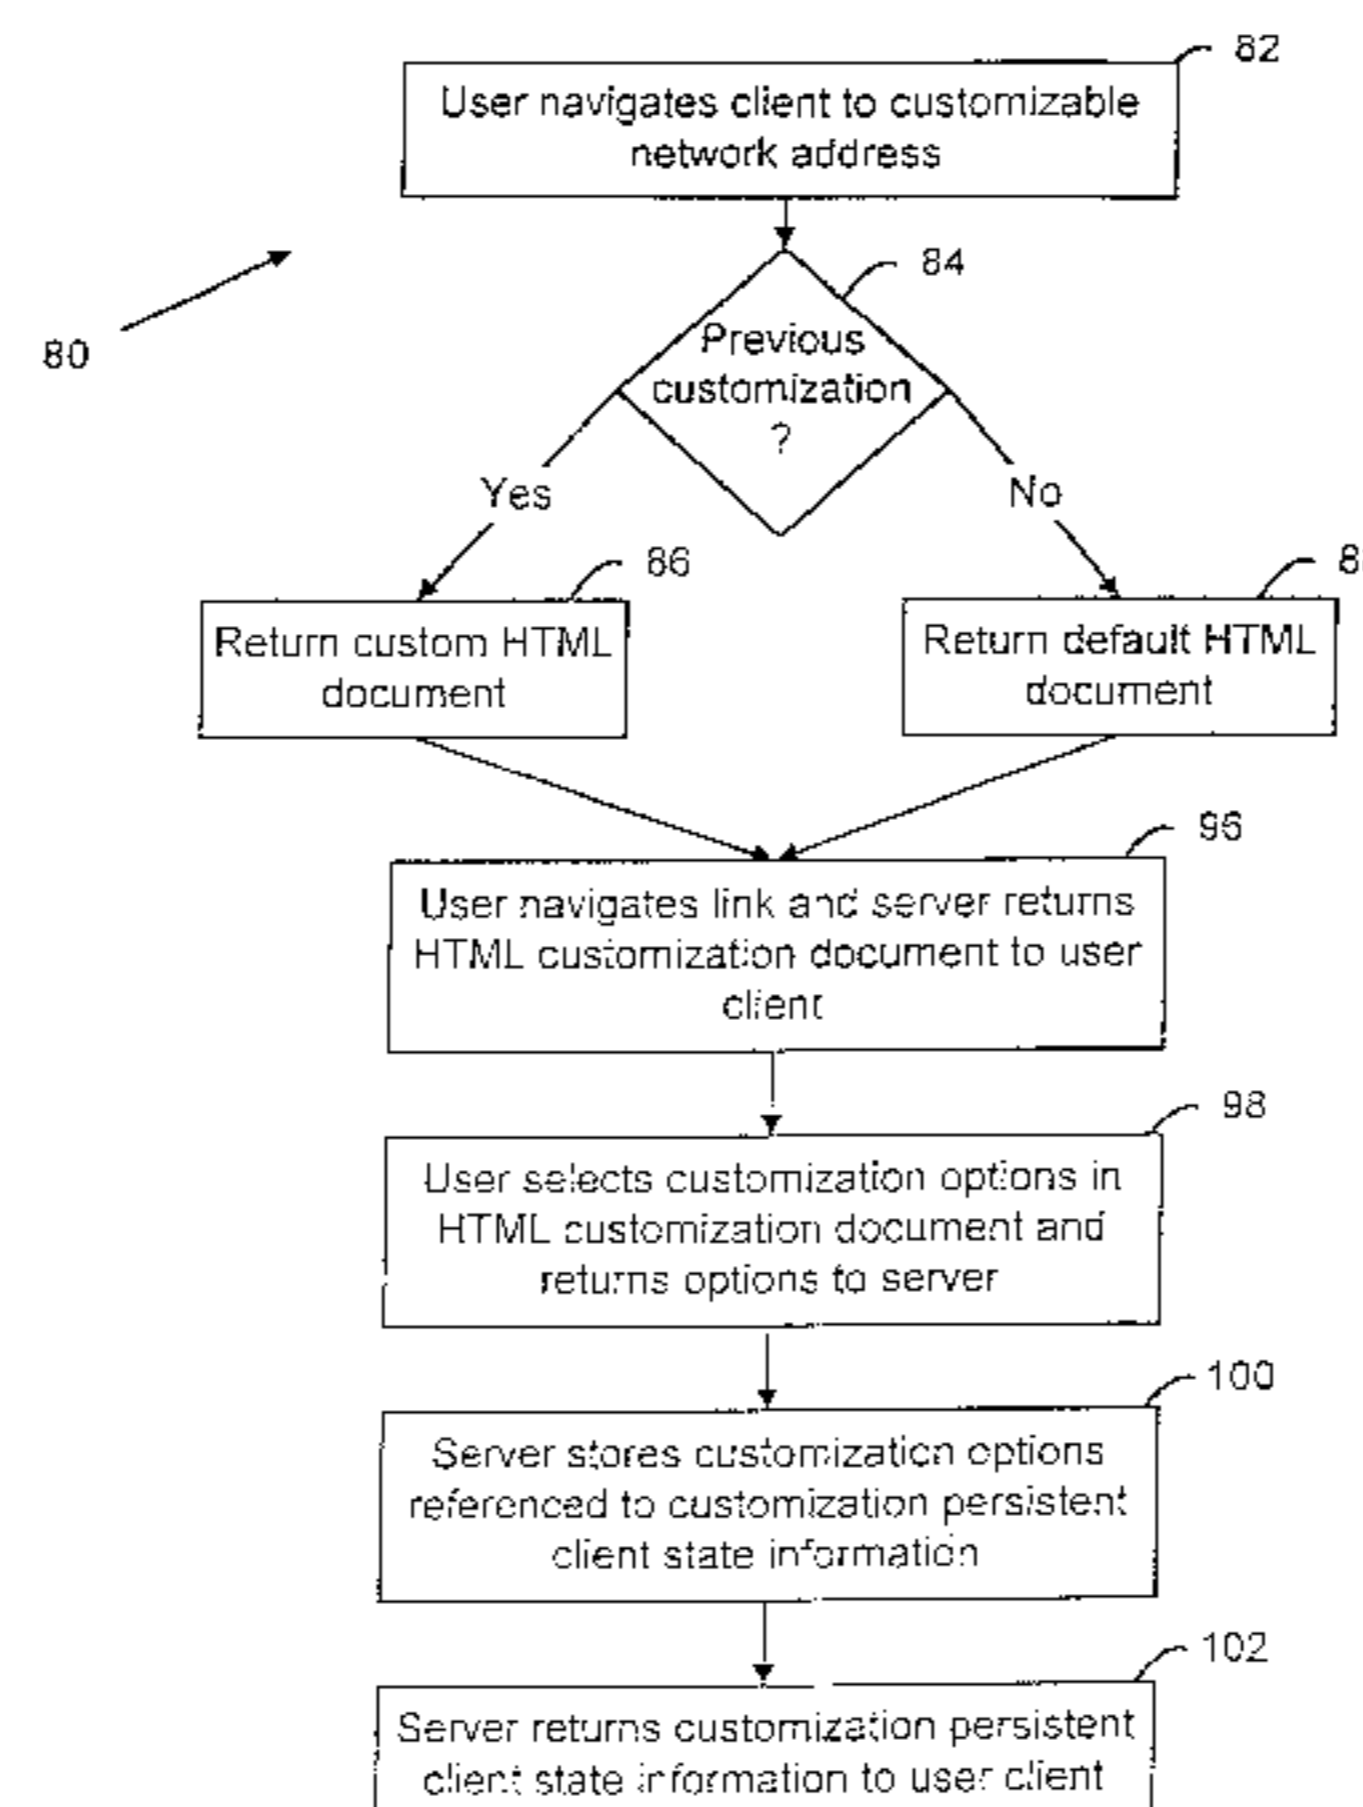 82
User navigates client to customizable
network address
84
80
Previous
customization
?
Yes
No
86
Return custom HTML
document
Return default HTML
document
96
User navigates link and server returns
HTML customization document to user
client
98
User selects customization options in
HTML customization document and
returns options to server
100
Server stores customization options
referenced to customization persistent
client state information
102
Server returns customization persistent
client state information to user client